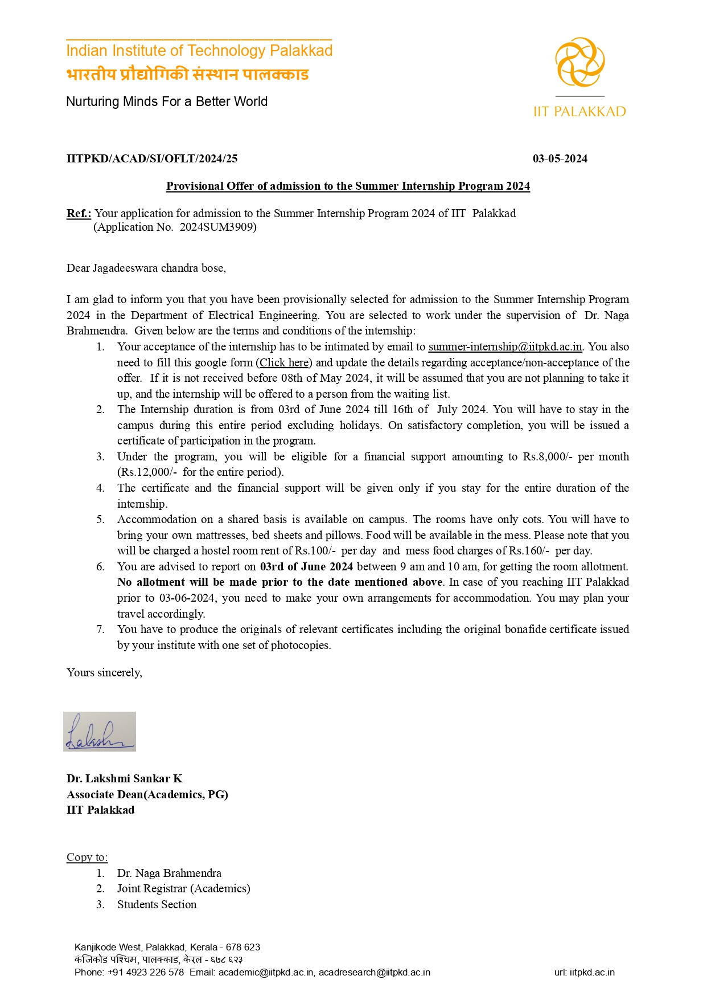 Indian Institute of Technology Palakkad
भारतीय प्रौद्योगिकी संस्थान पालक्काड
Nurturing Minds For a Better World
IIT PALAKKAD
IITPKD/ACAD/SI/OFLT/2024/25 03-05-2024
Provisional Offer of admission to the Summer Internship Program 2024
Ref.: Your application for admission to the Summer Internship Program 2024 of IIT Palakkad
(Application No. 2024SUM3909)
Dear Jagadeeswara chandra bose,
I am glad to inform you that you have been provisionally selected for admission to the Summer Internship Program
2024 in the Department of Electrical Engineering. You are selected to work under the supervision of Dr. Naga
Brahmendra. Given below are the terms and conditions of the internship:
1. Your acceptance of the internship has to be intimated by email to summer-internship@iitpkd.ac.in. You also
need to fill this google form (Click here) and update the details regarding acceptance/non-acceptance of the
offer. If it is not received before 08th of May 2024, it will be assumed that you are not planning to take it
up, and the internship will be offered to a person from the waiting list.
2. The Internship duration is from 03rd of June 2024 till 16th of July 2024. You will have to stay in the
campus during this entire period excluding holidays. On satisfactory completion, you will be issued a
certificate of participation in the program.
3. Under the program, you will be eligible for a financial support amounting to Rs.8,000/- per month
(Rs.12,000/- for the entire period).
4. The certificate and the financial support will be given only if you stay for the entire duration of the
internship.
5. Accommodation on a shared basis is available on campus. The rooms have only cots. You will have to
bring your own mattresses, bed sheets and pillows. Food will be available in the mess. Please note that you
will be charged a hostel room rent of Rs.100/- per day and mess food charges of Rs.160/- per day.
6. You are advised to report on 03rd of June 2024 between 9 am and 10 am, for getting the room allotment.
No allotment will be made prior to the date mentioned above. In case of you reaching IIT Palakkad
prior to 03-06-2024, you need to make your own arrangements for accommodation. You may plan your
travel accordingly.
7. You have to produce the originals of relevant certificates including the original bonafide certificate issued
by your institute with one set of photocopies.
Yours sincerely,
Dr. Lakshmi Sankar K
Associate Dean(Academics, PG)
IIT Palakkad
Copy to:
1. Dr. Naga Brahmendra
2. Joint Registrar (Academics)
3. Students Section
Kanjikode West, Palakkad, Kerala - 678 623
कंजिकोड पश्चिम, पालक्काड, केरल - ६७८ ६२३
Phone: +91 4923 226 578 Email: academic@iitpkd.ac.in, acadresearch@iitpkd.ac.in url: iitpkd.ac.in